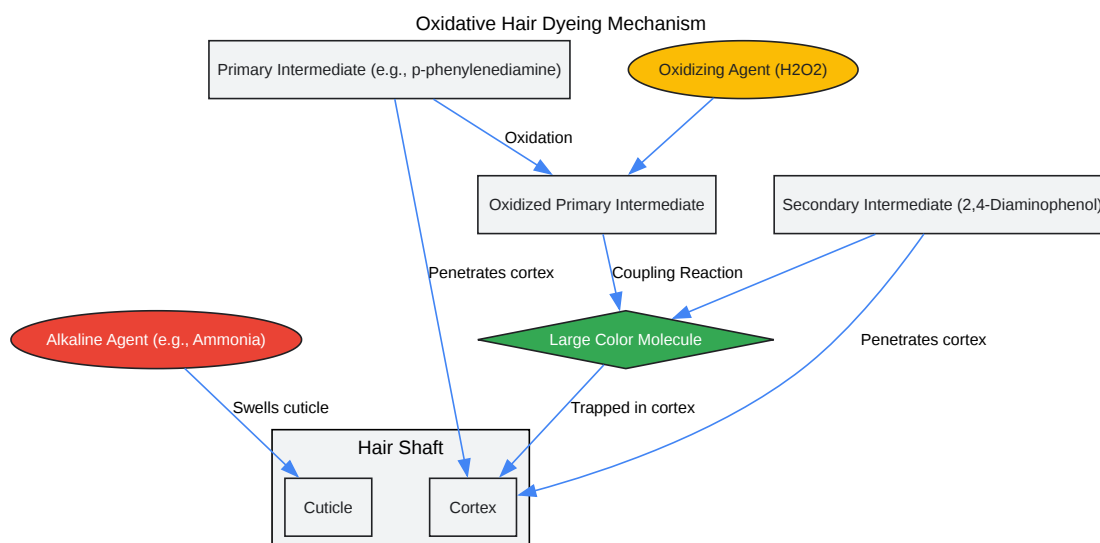 Oxidative Hair Dyeing Mechanism
Primary Intermediate (e.g., p-phenylenediamine)
Oxidizing Agent (H2O2)
Oxidation
Oxidized Primary Intermediate
Secondary Intermediate (2,4-Diaminophenol)
Penetrates cortex
Coupling Reaction
Alkaline Agent (e.g., Ammonia)
Large Color Molecule
Penetrates cortex
Swells cuticle
Trapped in cortex
Hair Shaft
Cuticle
Cortex